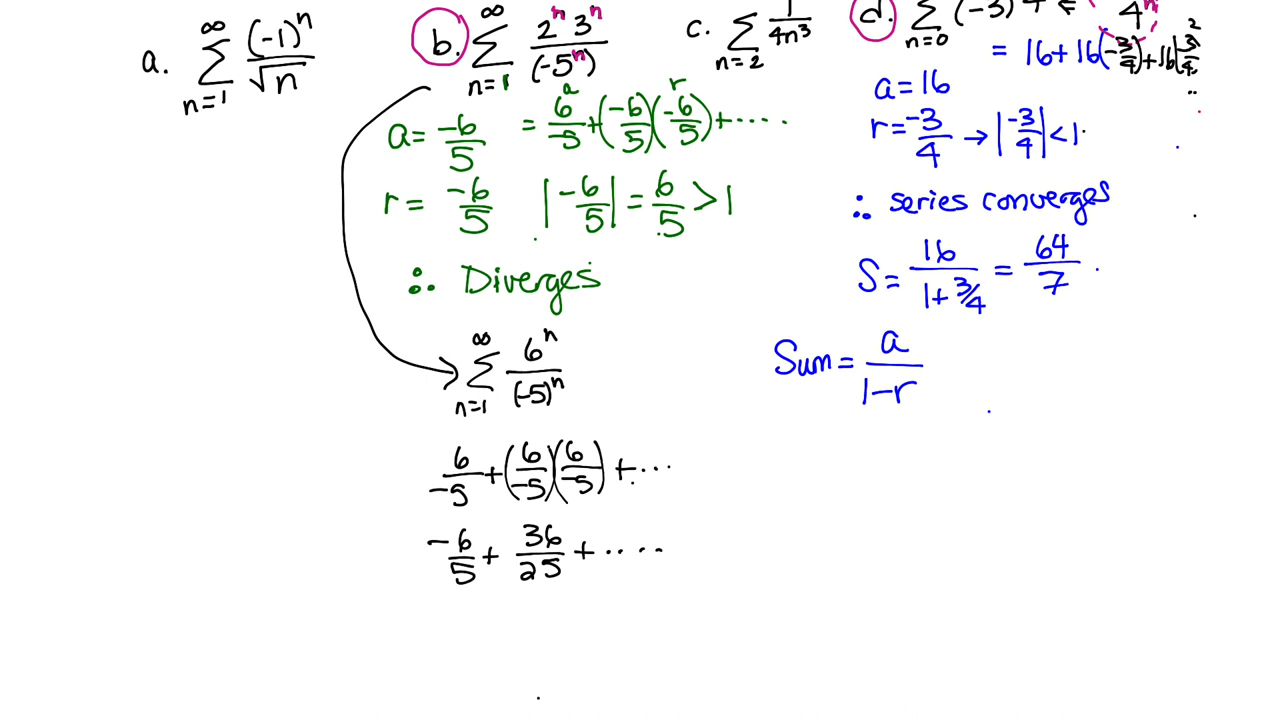 a. ∞ ∑ n=1 (-1)^n / √n
b. ∞ ∑ n=1 2^n 3^n / (-5^n)
c. ∑ n=2 1 / 4n^3
d. ∑ n=0 (-3) 4^n
= 16 + 16(-3/4) + 16(-3/4)^2 ..
a = -6/5
= 6/-5 + (-6/5)(-6/5) + ....
a
r
r = -6/5 |-6/5| = 6/5 > 1
∴ Diverges
∞ ∑ n=1 6^n / (-5)^n
6/-5 + (6/-5)(6/-5) + ...
-6/5 + 36/25 + ....
a = 16
r = -3/4 → |-3/4| < 1
∴ series converges
S = 16 / (1 + 3/4) = 64/7
Sum = a / (1-r)